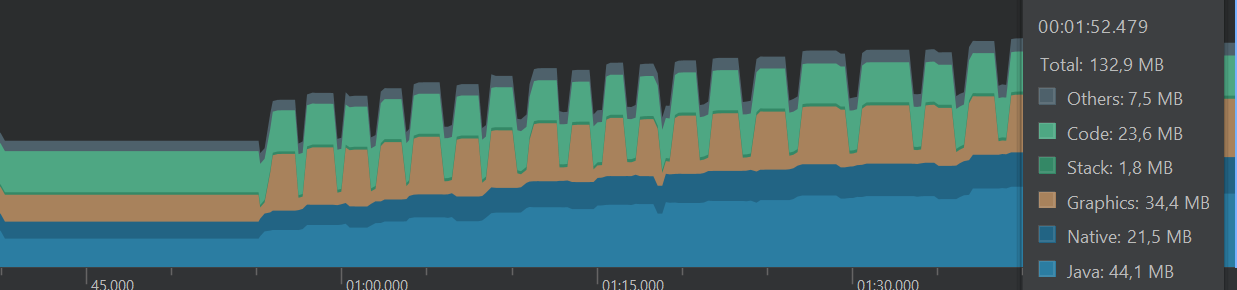 00:01:52.479
Total: 132,9 MB
Others: 7,5 MB
Code: 23,6 MB
Stack: 1,8 MB
Graphics: 34,4 MB
Native: 21,5 MB
Java: 44,1 MB
45.000 01:00.000 01:15.000 01:30.000